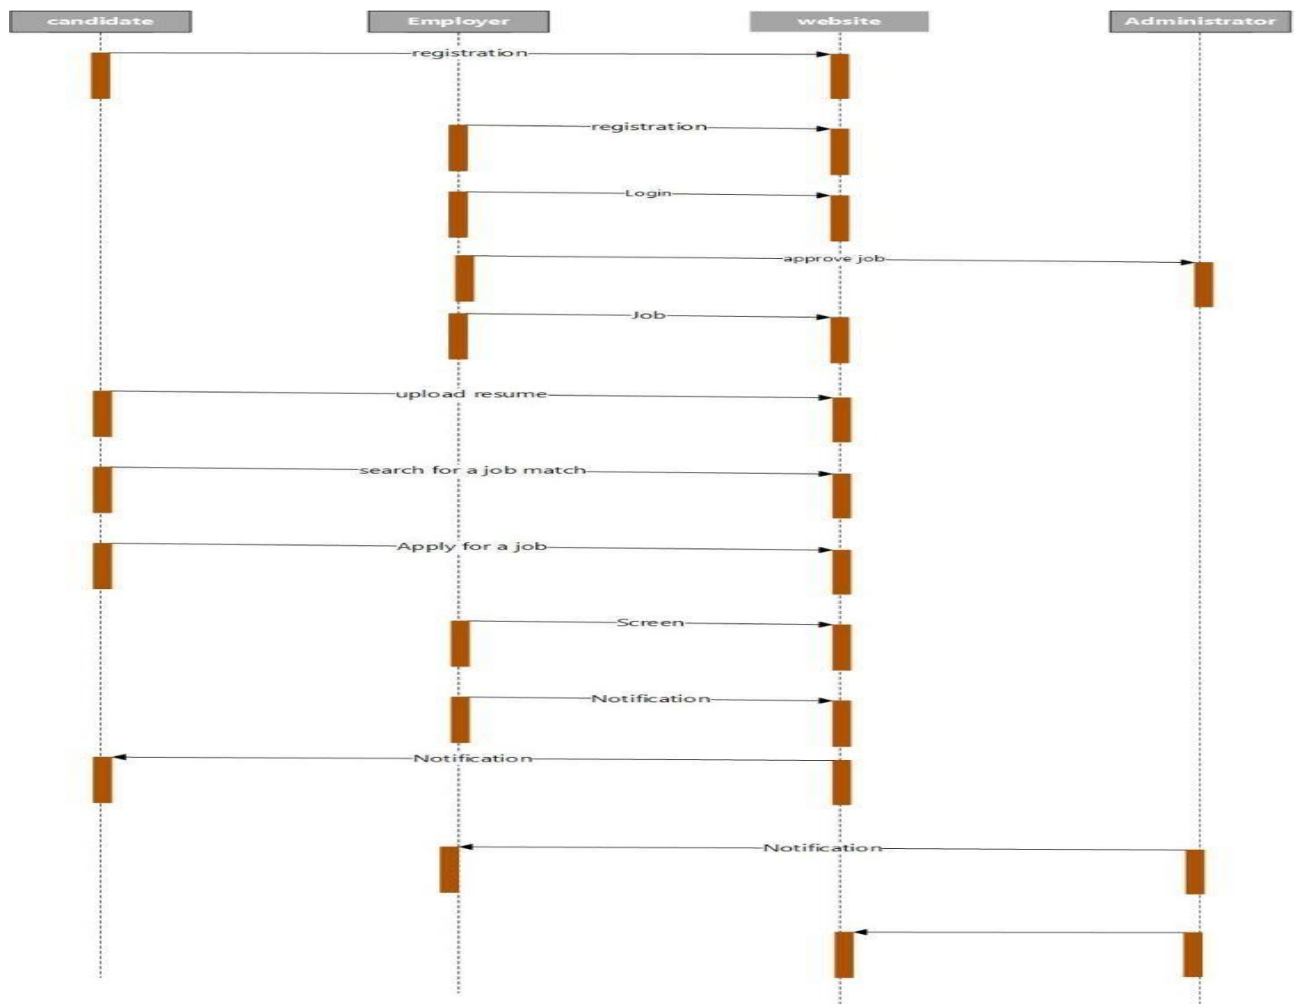 candidate Employer website Administrator
registration
registration
Login
approve job
Job
upload resume
search for a job match
Apply for a job
Screen
Notification
Notification
Notification